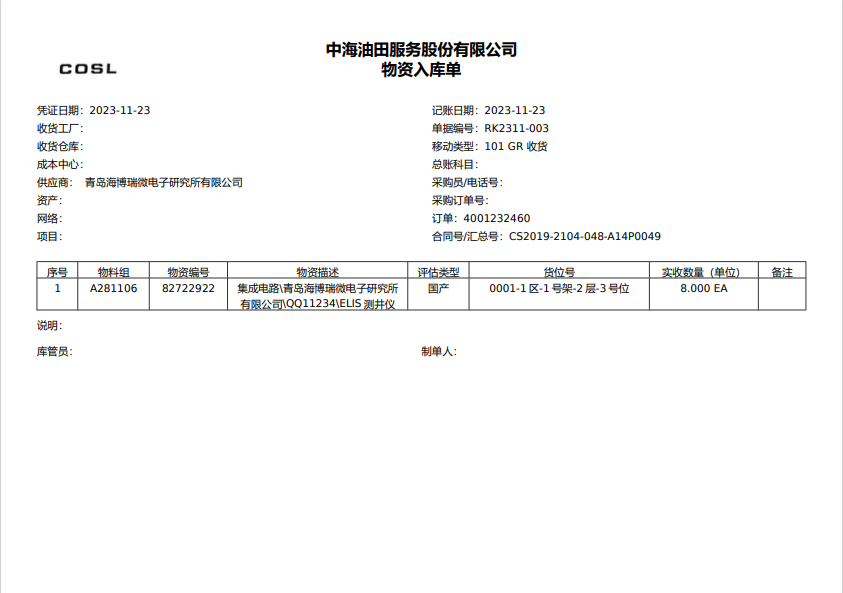 中海油田服务股份有限公司
COSL
物资入库单
凭证日期：2023-11-23
记账日期：2023-11-23
收货工厂：
单据编号：RK2311-003
收货仓库：
移动类型：101 GR 收货
成本中心：
总账科目：
供应商： 青岛海博瑞微电子研究所有限公司
采购员/电话号：
资产：
采购订单号：
网络：
订单：4001232460
项目：
合同号/汇总号：CS2019-2104-048-A14P0049
序号 物料组 物资编号 物资描述 评估类型 货位号 实收数量（单位） 备注
1 A281106 82722922 集成电路\青岛海博瑞微电子研究所 国产 0001-1区-1号架-2层-3号位 8.000 EA
有限公司\QQ11234\ELIS 测井仪
说明：
库管员： 制单人：